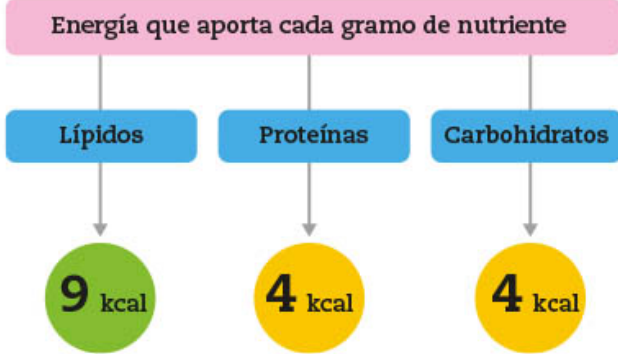 Energía que aporta cada gramo de nutriente
Lípidos
Proteínas
Carbohidratos
9 kcal
4 kcal
4 kcal